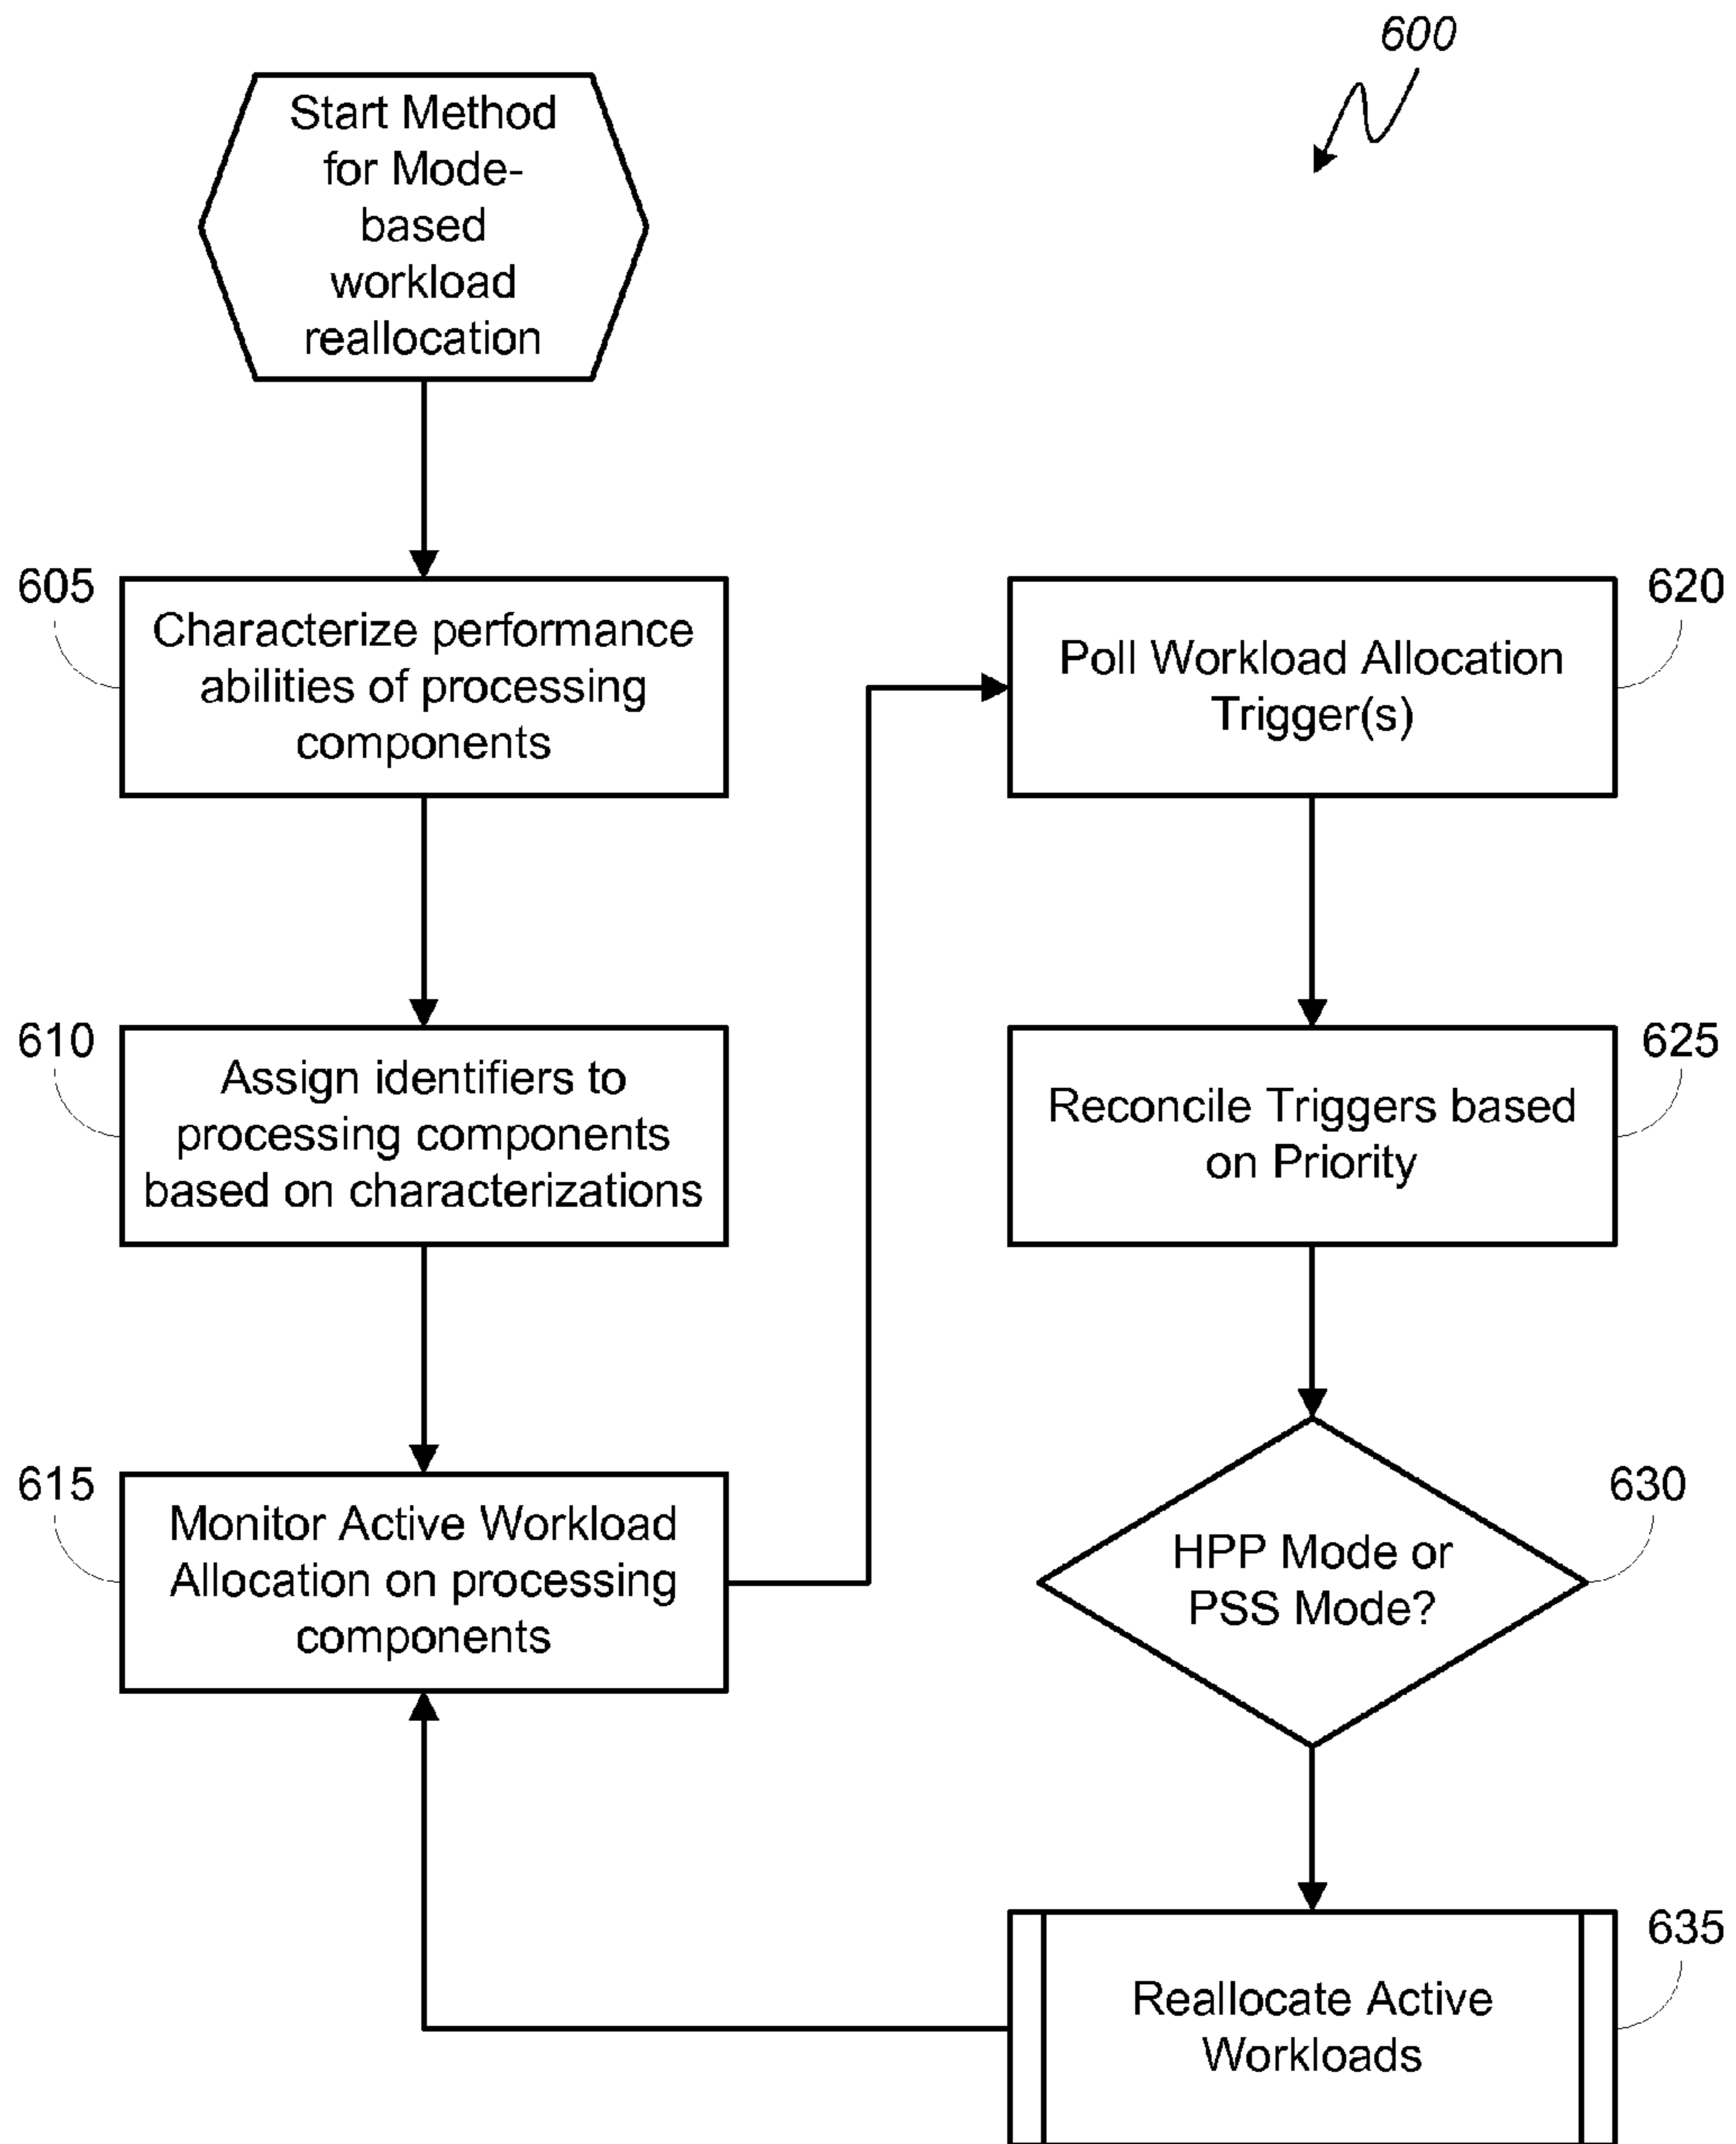 600
Start Method
for Mode-
based
workload
reallocation
605
Characterize performance
abilities of processing
components
610
Assign identifiers to
processing components
based on characterizations
615
Monitor Active Workload
Allocation on processing
components
620
Poll Workload Allocation
Trigger(s)
625
Reconcile Triggers based
on Priority
630
HPP Mode or
PSS Mode?
635
Reallocate Active
Workloads